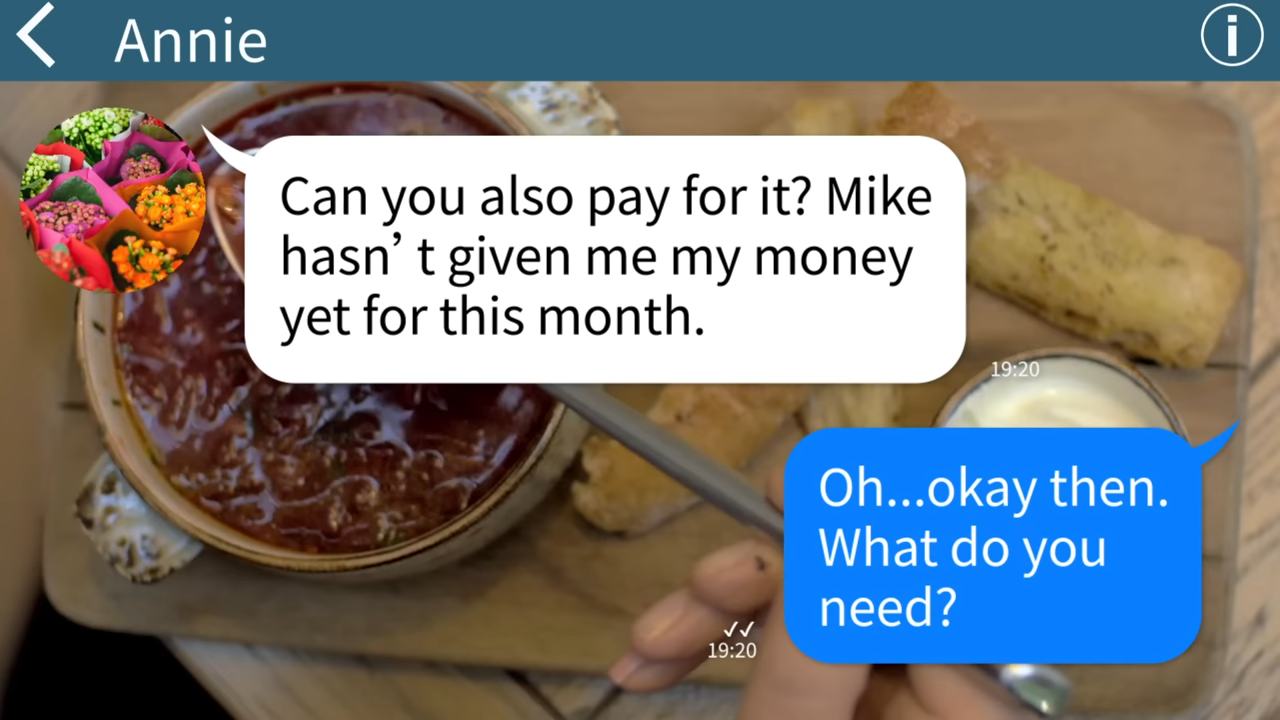 Annie
Can you also pay for it? Mike
hasn’ t given me my money
yet for this month.
19:20
Oh...okay then.
What do you
need?
19:20